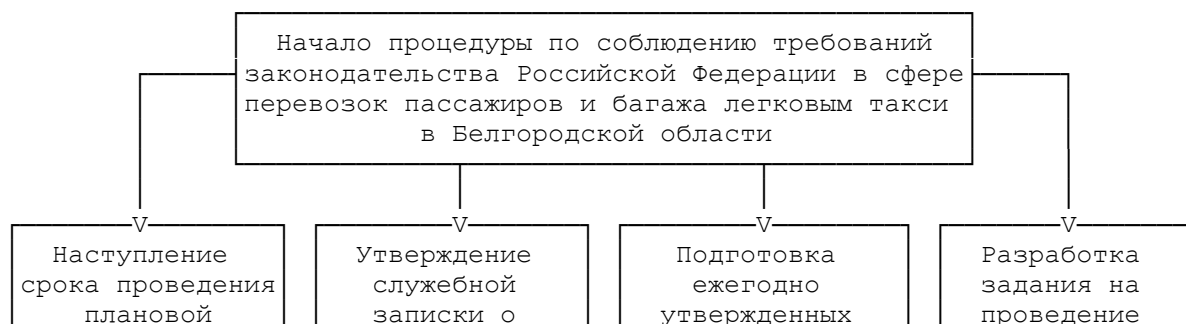 Начало процедуры по соблюдению требований
законодательства Российской Федерации в сфере
перевозок пассажиров и багажа легковым такси
в Белгородской области
Наступление
срока проведения
плановой
Утверждение
служебной
записки о
Подготовка
ежегодно
утвержденных
Разработка
задания на
проведение